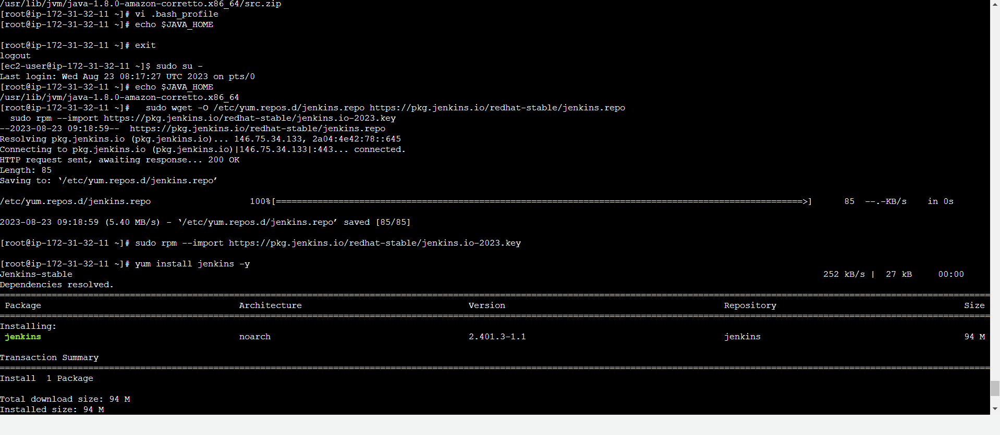 /usr/lib/jvm/java-1.8.0-amazon-corretto.x86_64/src.zip
[root@ip-172-31-32-11 ~]# vi .bash_profile
[root@ip-172-31-32-11 ~]# echo $JAVA_HOME

[root@ip-172-31-32-11 ~]# exit
logout
[ec2-user@ip-172-31-32-11 ~]$ sudo su -
Last login: Wed Aug 23 08:17:27 UTC 2023 on pts/0
[root@ip-172-31-32-11 ~]# echo $JAVA_HOME
/usr/lib/jvm/java-1.8.0-amazon-corretto.x86_64
[root@ip-172-31-32-11 ~]#   sudo wget -O /etc/yum.repos.d/jenkins.repo https://pkg.jenkins.io/redhat-stable/jenkins.repo
  sudo rpm --import https://pkg.jenkins.io/redhat-stable/jenkins.io-2023.key
--2023-08-23 09:18:59--  https://pkg.jenkins.io/redhat-stable/jenkins.repo
Resolving pkg.jenkins.io (pkg.jenkins.io)... 146.75.34.133, 2a04:4e42:78::645
Connecting to pkg.jenkins.io (pkg.jenkins.io)|146.75.34.133|:443... connected.
HTTP request sent, awaiting response... 200 OK
Length: 85
Saving to: ‘/etc/yum.repos.d/jenkins.repo’

/etc/yum.repos.d/jenkins.repo 100%[=====================================================================================================>] 85 --.-KB/s in 0s

2023-08-23 09:18:59 (5.40 MB/s) - ‘/etc/yum.repos.d/jenkins.repo’ saved [85/85]

[root@ip-172-31-32-11 ~]# sudo rpm --import https://pkg.jenkins.io/redhat-stable/jenkins.io-2023.key

[root@ip-172-31-32-11 ~]# yum install jenkins -y
Jenkins-stable 252 kB/s | 27 kB 00:00
Dependencies resolved.
Package Architecture Version Repository Size
Installing:
jenkins noarch 2.401.3-1.1 jenkins 94 M

Transaction Summary
Install  1 Package

Total download size: 94 M
Installed size: 94 M